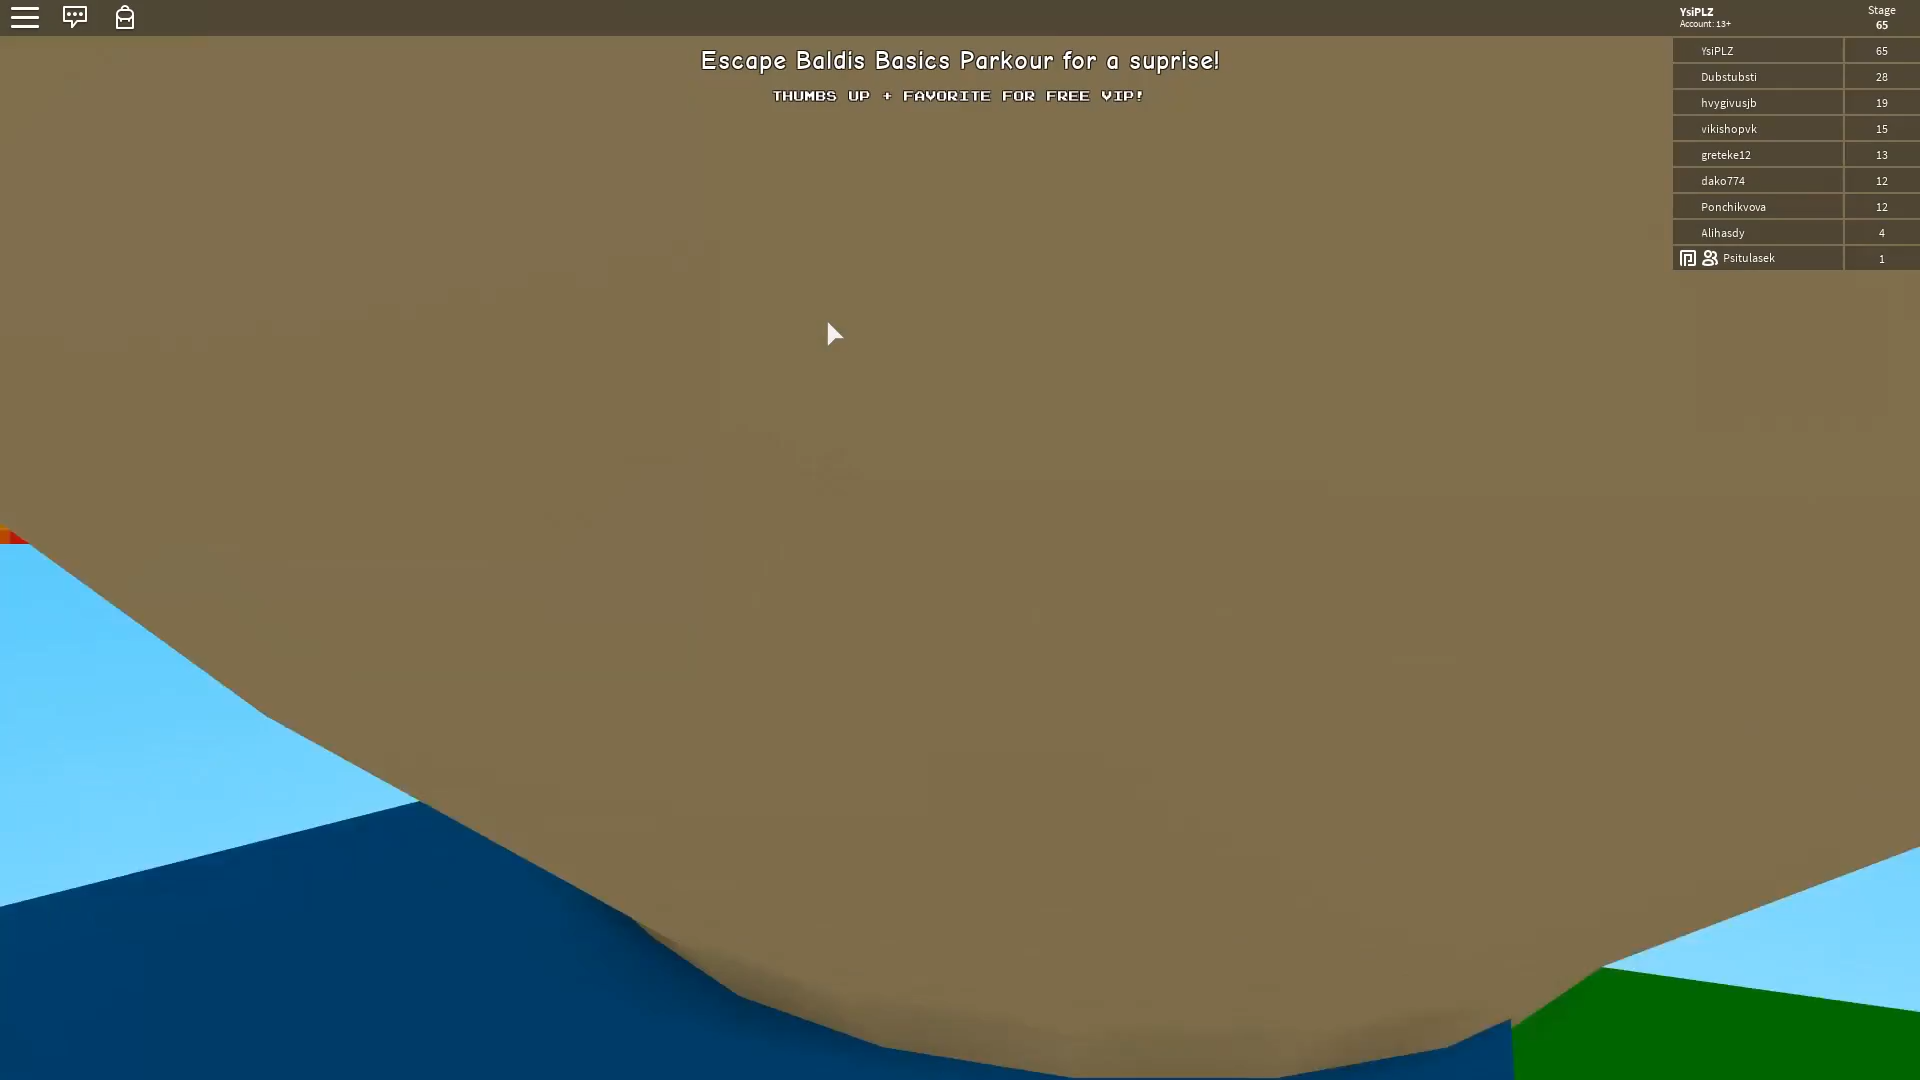 YsiPLZ
Account: 13+
Stage
65
Escape Baldis Basics Parkour for a suprise!
THUMBS UP + FAVORITE FOR FREE VIP!
YsiPLZ 65
Dubstubsti 28
hvygivusjb 19
vikishopvk 15
greteke12 13
dako774 12
Ponchikvova 12
Alihasdy 4
Psitulasek 1